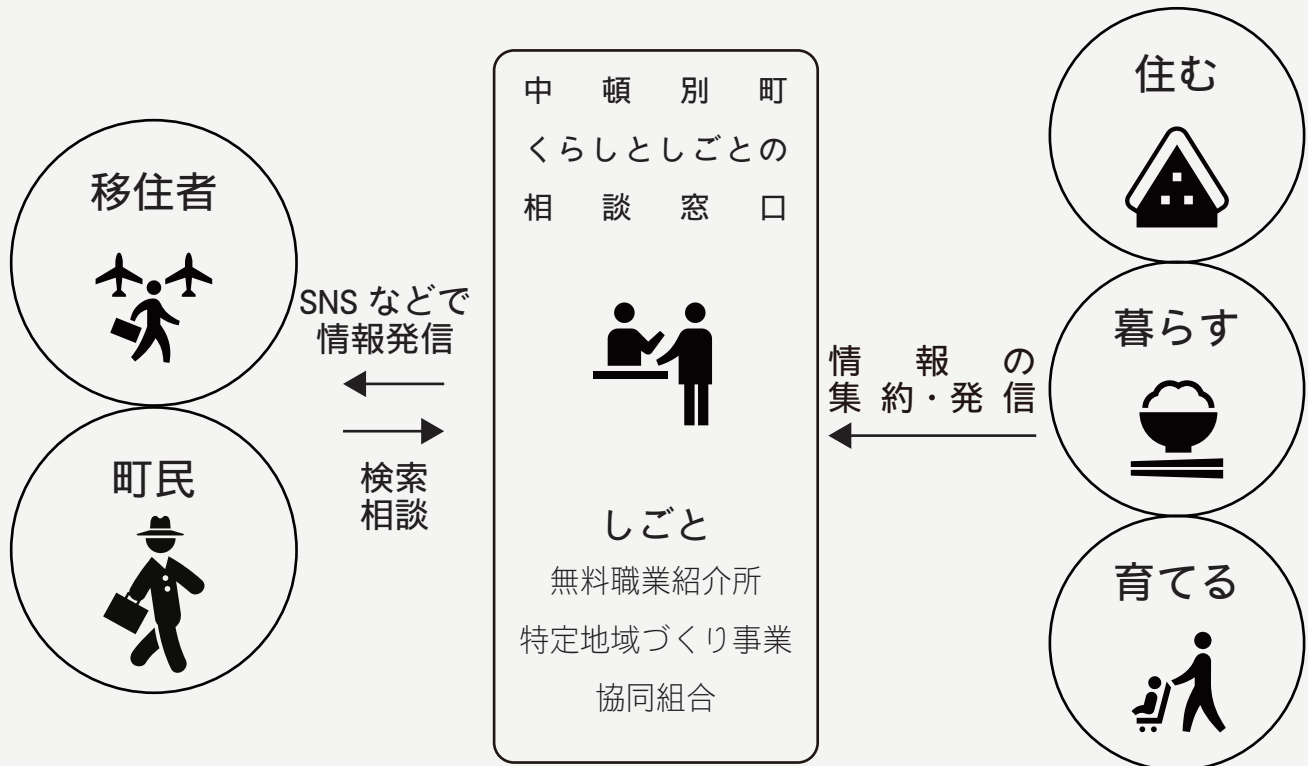 移住者
町民
SNS などで
情報発信
検索
相談
中頓別町
くらしとしごとの
相談窓口
しごと
無料職業紹介所
特定地域づくり事業
協同組合
情報の
集約・発信
住む
暮らす
育てる